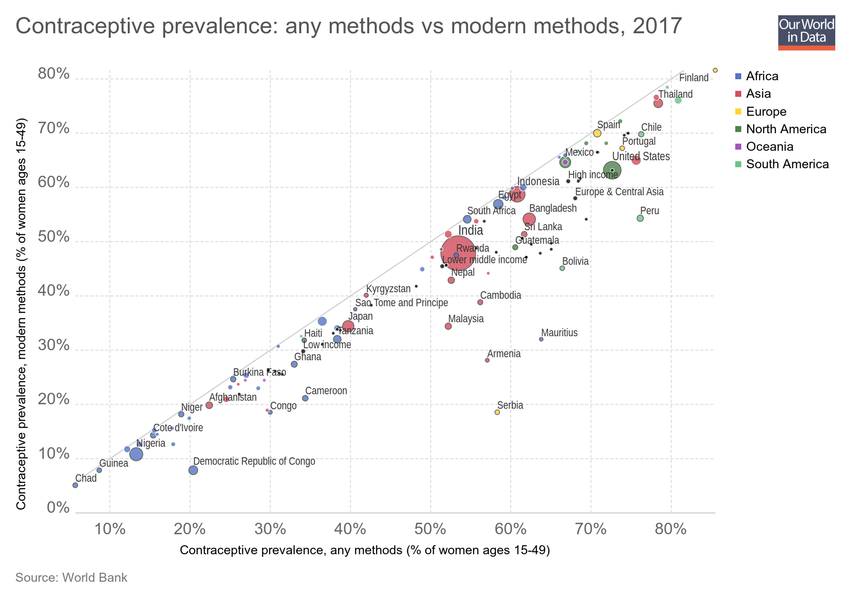 Contraceptive prevalence: any methods vs modern methods, 2017
Our World
in Data
Contraceptive prevalence, modern methods (% of women ages 15-49)
80%
70%
60%
50%
40%
30%
20%
10%
0%
Finland
Thailand
Spain
Chile
Portugal
Mexico
United States
High income
Indonesia
Europe & Central Asia
Egypt
South Africa
Bangladesh
Peru
Sri Lanka
India
Guatemala
Rwanda
Lower middle income
Bolivia
Nepal
Kyrgyzstan
Cambodia
Sao Tome and Principe
Japan
Malaysia
Tanzania
Haiti
Mauritius
Low income
Ghana
Armenia
Burkina Faso
Cameroon
Afghanistan
Niger
Congo
Serbia
Cote d'Ivoire
Nigeria
Guinea
Democratic Republic of Congo
Chad
10%
20%
30%
40%
50%
60%
70%
80%
Contraceptive prevalence, any methods (% of women ages 15-49)
Africa
Asia
Europe
North America
Oceania
South America
Source: World Bank